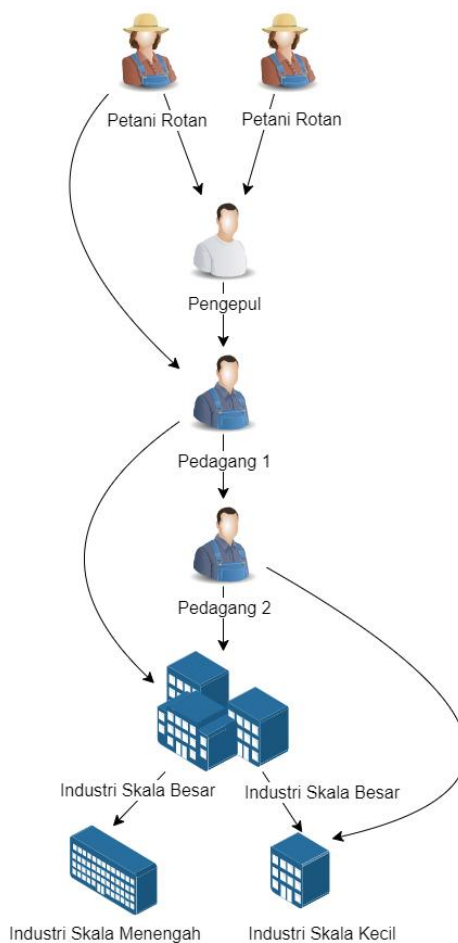 Petani Rotan
Petani Rotan
Pengepul
Pedagang 1
Pedagang 2
Industri Skala Besar
Industri Skala Besar
Industri Skala Menengah
Industri Skala Kecil